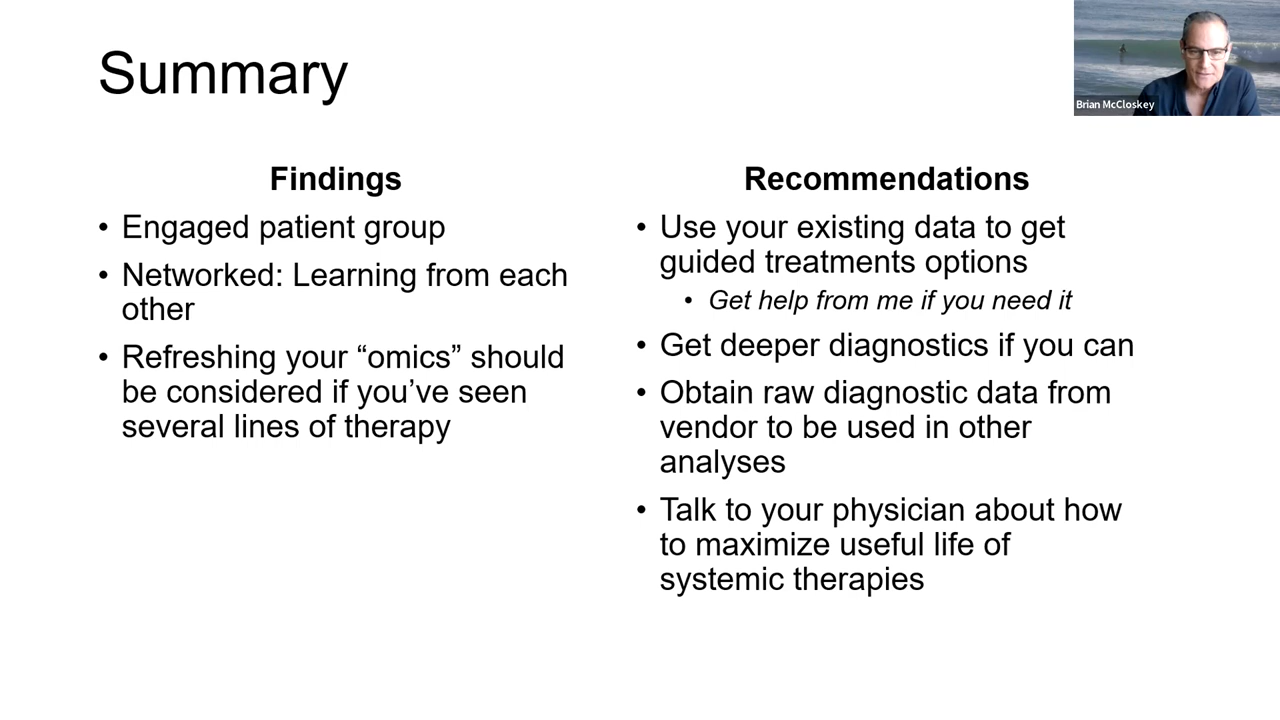 Summary
Brian McCloskey
Findings
• Engaged patient group
• Networked: Learning from each
other
• Refreshing your “omics” should
be considered if you’ve seen
several lines of therapy
Recommendations
• Use your existing data to get
guided treatments options
• Get help from me if you need it
• Get deeper diagnostics if you can
• Obtain raw diagnostic data from
vendor to be used in other
analyses
• Talk to your physician about how
to maximize useful life of
systemic therapies